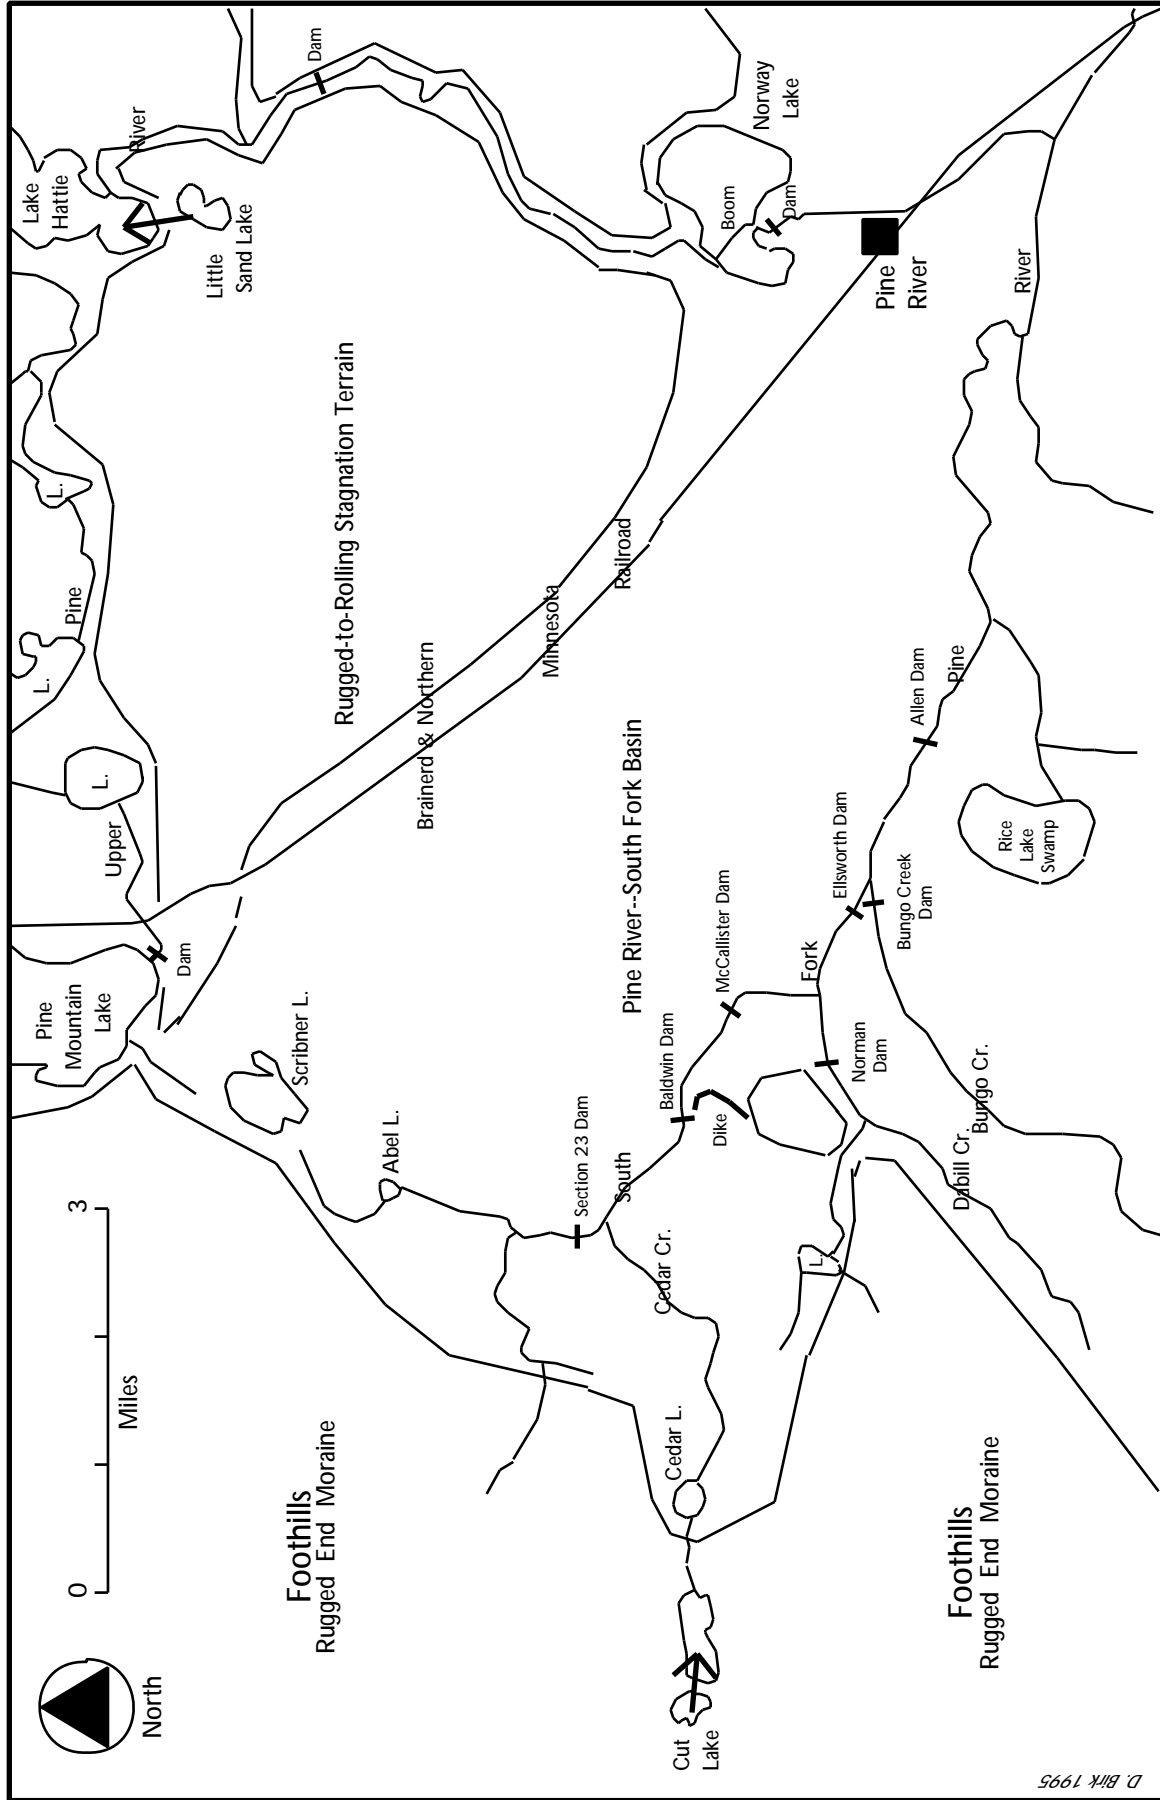 North
0
3
Miles
Pine
Mountain
Lake
Dam
Upper
L.
L.
Pine
L.
Lake
Hattie
River
Little
Sand Lake
Dam
Scribner L.
Abel L.
Rugged-to-Rolling Stagnation Terrain
Brainerd & Northern
Minnesota
Railroad
Foothills
Rugged End Moraine
Section 23 Dam
South
Cedar Cr.
Cedar L.
Cut
Lake
Pine River--South Fork Basin
Baldwin Dam
Dike
McCallister Dam
Norway
Lake
Boom
Dam
Pine
River
L.
Norman
Dam
Fork
Ellsworth Dam
Bungo Creek
Dam
Allen Dam
Pine
River
Dabill Cr.
Bungo Cr.
Rice
Lake
Swamp
Foothills
Rugged End Moraine
D. Birk 1995